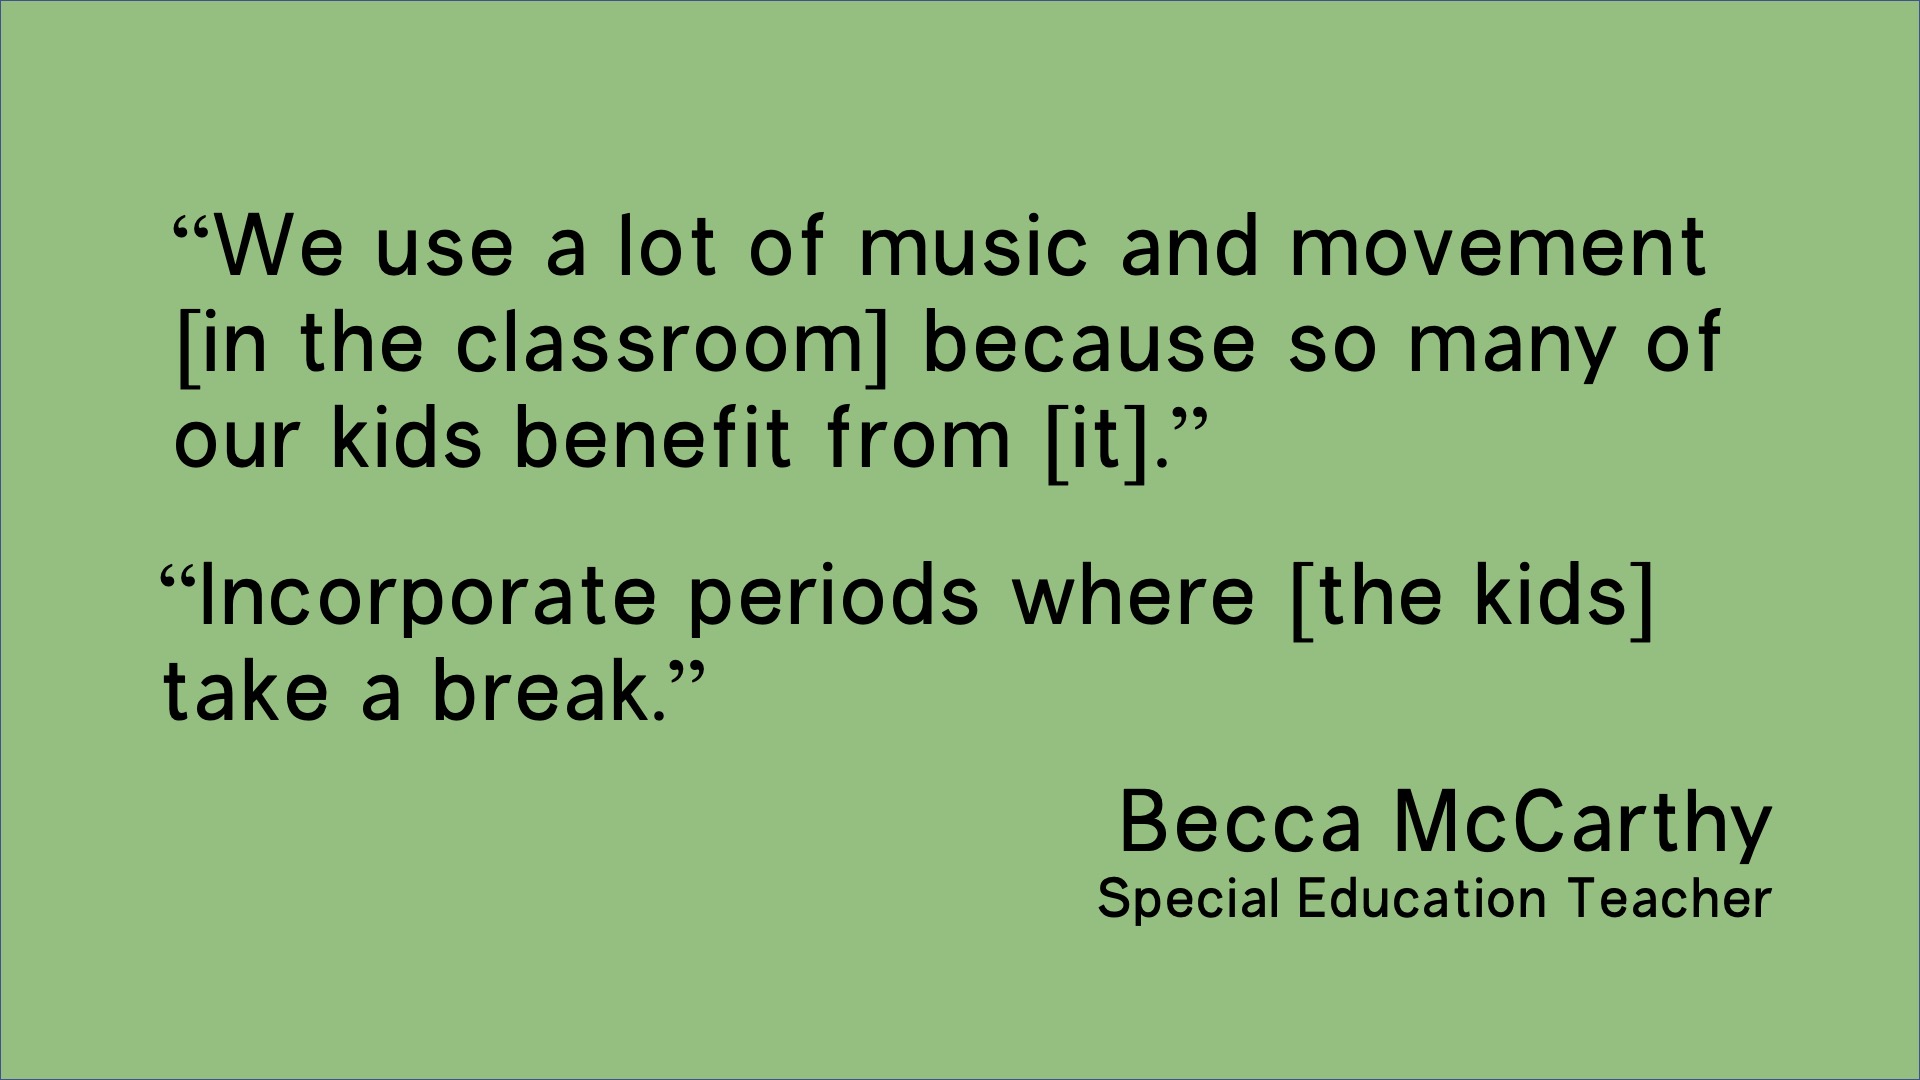 “We use a lot of music and movement
[in the classroom] because so many of
our kids benefit from [it].”
“Incorporate periods where [the kids]
take a break.”
Becca McCarthy
Special Education Teacher